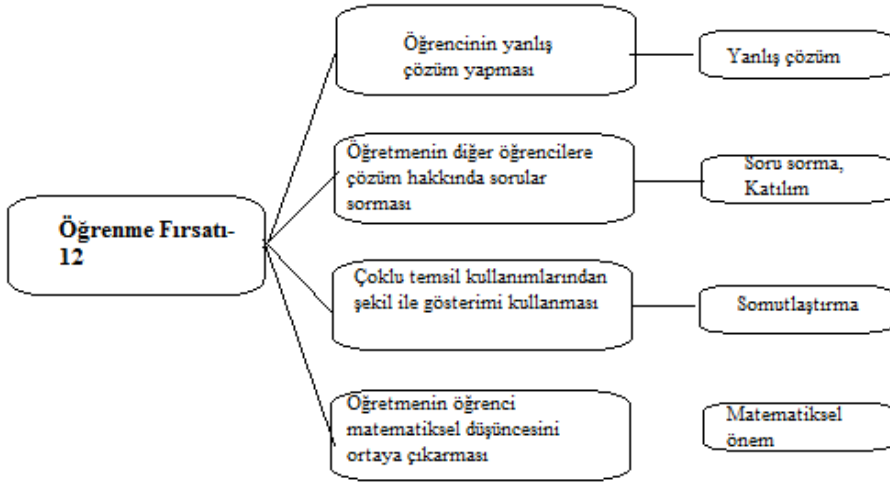 Öğrencinin yanlış
çözüm yapması
Yanlış çözüm
Öğretmenin diğer öğrencilere
çözüm hakkında sorular
sorması
Soru sorma,
Katılım
Öğrenme Fırsatı-
12
Çoklu temsil kullanımlarından
şekil ile gösterimi kullanması
Somutlaştırma
Öğretmenin öğrenci
matematiksel düşüncesini
ortaya çıkarması
Matematiksel
önem